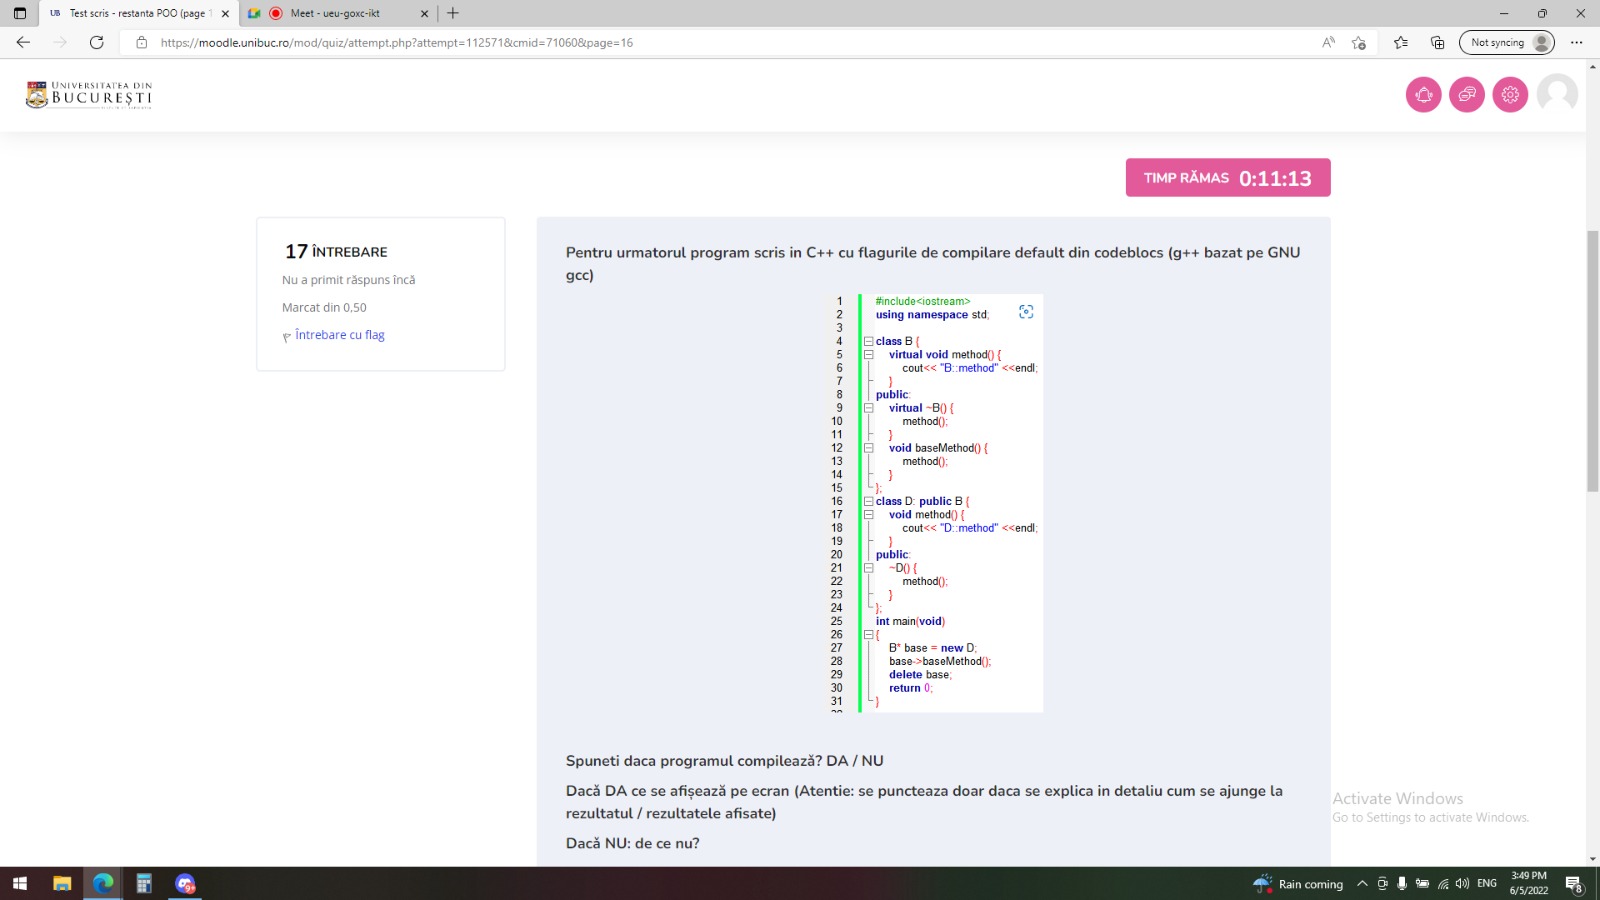 Test scris - restanta POO (page 1
Meet - ueu-goxc-ikt
https://moodle.unibuc.ro/mod/quiz/attempt.php?attempt=112571&cmid=71060&page=16
Not syncing
UNIVERSITATEA DIN
BUCUREȘTI
TIMP RĂMAS 0:11:13
17 ÎNTREBARE
Nu a primit răspuns încă
Marcat din 0,50
Întrebare cu flag
Pentru urmatorul program scris in C++ cu flagurile de compilare default din codeblocs (g++ bazat pe GNU
gcc)
1 #include<iostream>
2 using namespace std;
3
4 class B {
5 virtual void method() {
6 cout<< "B::method" <<endl;
7 }
8 public:
9 virtual ~B() {
10 method();
11 }
12 void baseMethod() {
13 method();
14 }
15 };
16 class D: public B {
17 void method() {
18 cout<< "D::method" <<endl;
19 }
20 public:
21 ~D() {
22 method();
23 }
24 };
25 int main(void)
26 {
27 B* base = new D;
28 base->baseMethod();
29 delete base;
30 return 0;
31 }
Spuneti daca programul compilează? DA / NU
Dacă DA ce se afișează pe ecran (Atentie: se puncteaza doar daca se explica in detaliu cum se ajunge la
rezultatul / rezultatele afisate)
Dacă NU: de ce nu?
Activate Windows
Go to Settings to activate Windows.
Rain coming
ENG
3:49 PM
6/5/2022
8